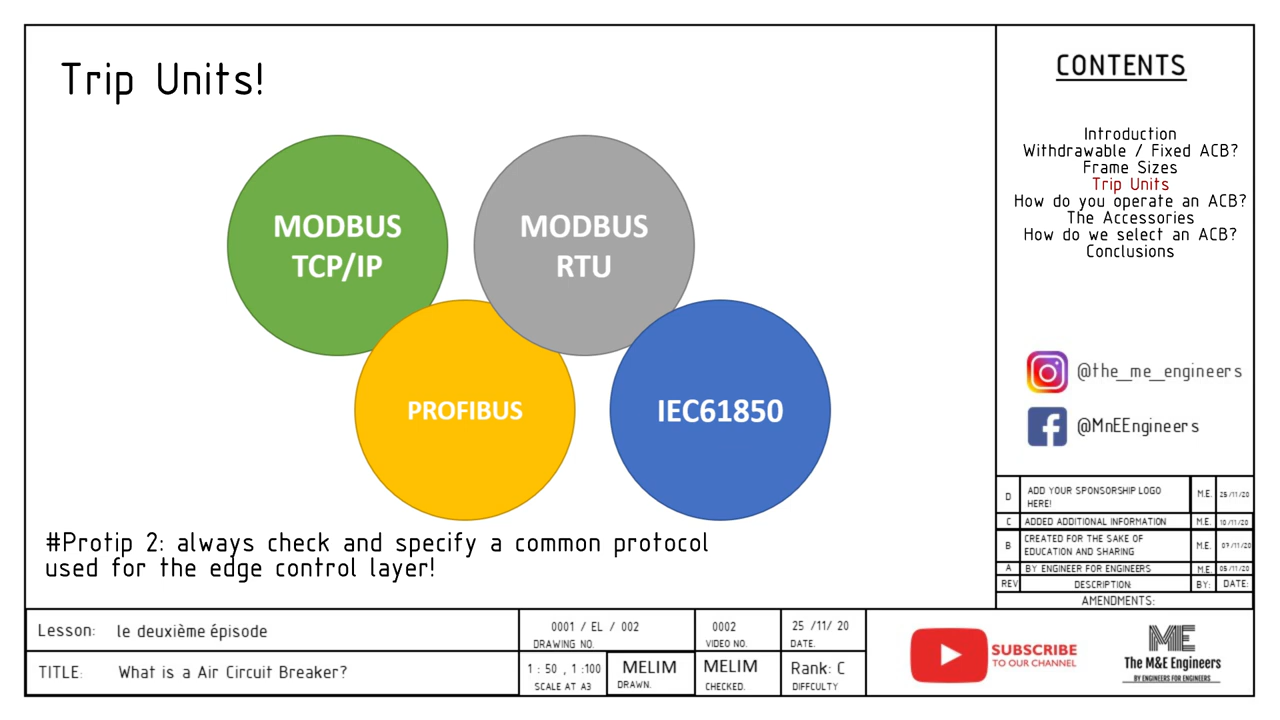 Trip Units!
MODBUS
TCP/IP
MODBUS
RTU
PROFIBUS
IEC61850
#Protip 2: always check and specify a common protocol
used for the edge control layer!
CONTENTS
Introduction
Withdrawable / Fixed ACB?
Frame Sizes
Trip Units
How do you operate an ACB?
The Accessories
How do we select an ACB?
Conclusions
@the_me_engineers
@MnEEngineers
D ADD YOUR SPONSORSHIP LOGO
HERE! M.E. 25/11/20
C ADDED ADDITIONAL INFORMATION M.E. 10/11/20
B CREATED FOR THE SAKE OF
EDUCATION AND SHARING M.E. 07/11/20
A BY ENGINEER FOR ENGINEERS M.E. 05/11/20
REV DESCRIPTION: BY: DATE:
AMENDMENTS:
Lesson: le deuxième épisode
TITLE: What is a Air Circuit Breaker?
0001 / EL / 002
DRAWING NO.
0002
VIDEO NO.
25 /11/ 20
DATE.
1 : 50 , 1 :100
SCALE AT A3
MELIM
DRAWN.
MELIM
CHECKED.
Rank: C
DIFFCULTY
SUBSCRIBE
TO OUR CHANNEL
ME
The M&E Engineers
BY ENGINEERS FOR ENGINEERS